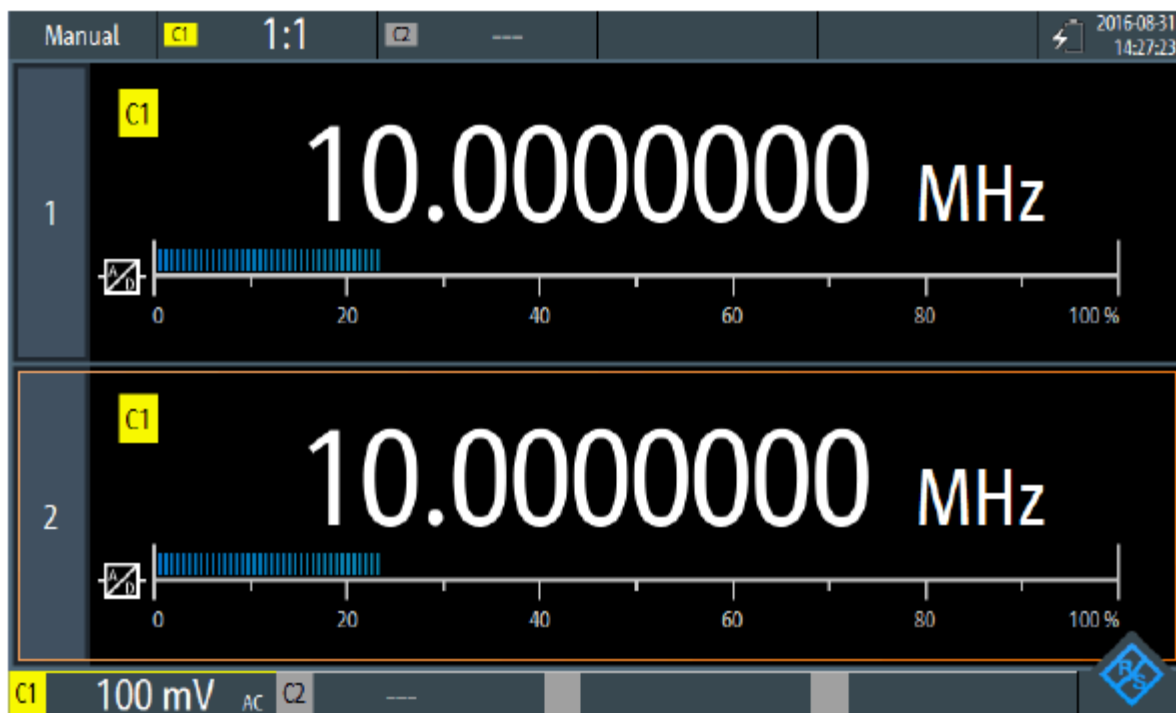 Manual C1 1:1 C2 --- 2016-08-31
14:27:23
C1
10.0000000 MHz
1
A/D
0 20 40 60 80 100 %
C1
10.0000000 MHz
2
A/D
0 20 40 60 80 100 %
C1 100 mV AC C2 ---
R&S